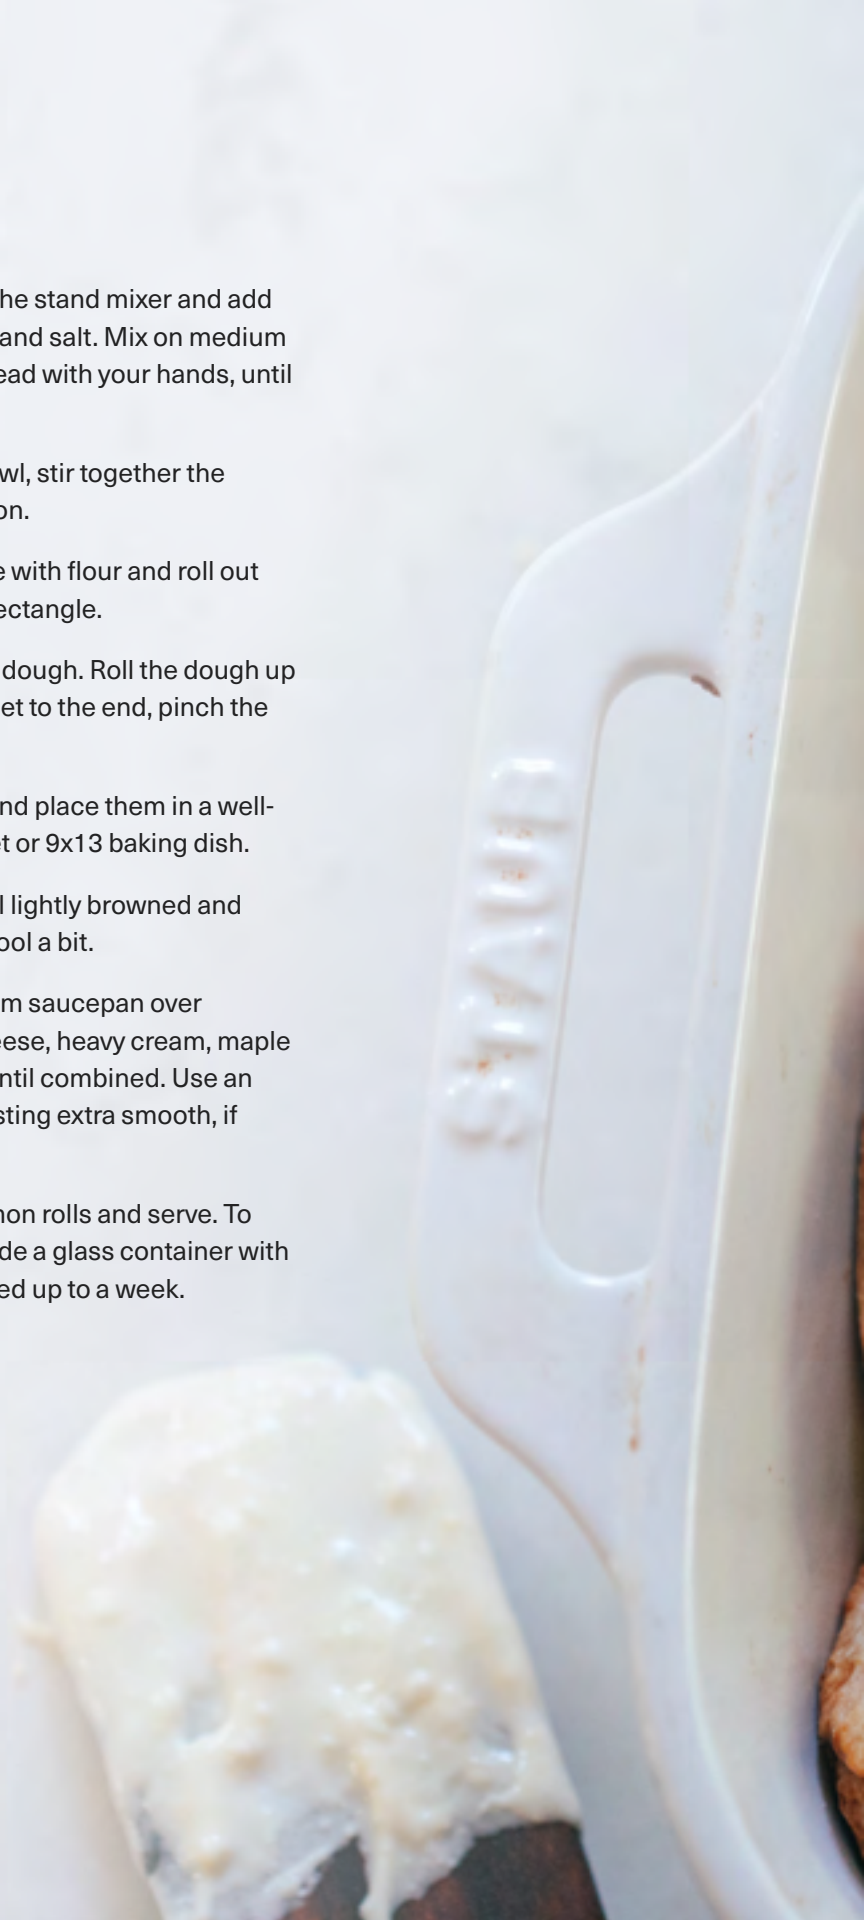 he stand mixer and add
and salt. Mix on medium
ead with your hands, until
wl, stir together the
on.
e with flour and roll out
ectangle.
dough. Roll the dough up
et to the end, pinch the
nd place them in a well-
t or 9x13 baking dish.
l lightly browned and
ool a bit.
m saucepan over
eese, heavy cream, maple
ntil combined. Use an
sting extra smooth, if
non rolls and serve. To
de a glass container with
ed up to a week.
STAUB